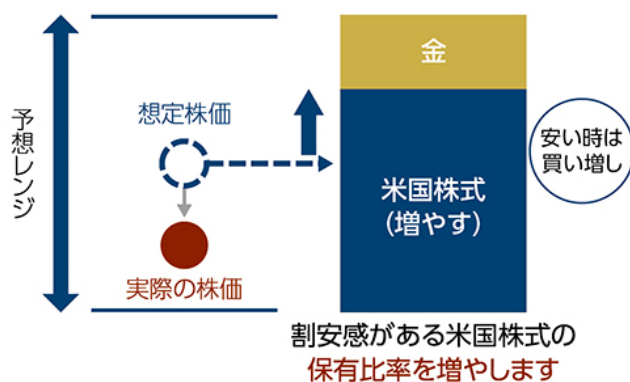 予想レンジ
想定株価
実際の株価
金
米国株式
(増やす)
安い時は
買い増し
割安感がある米国株式の
保有比率を増やします